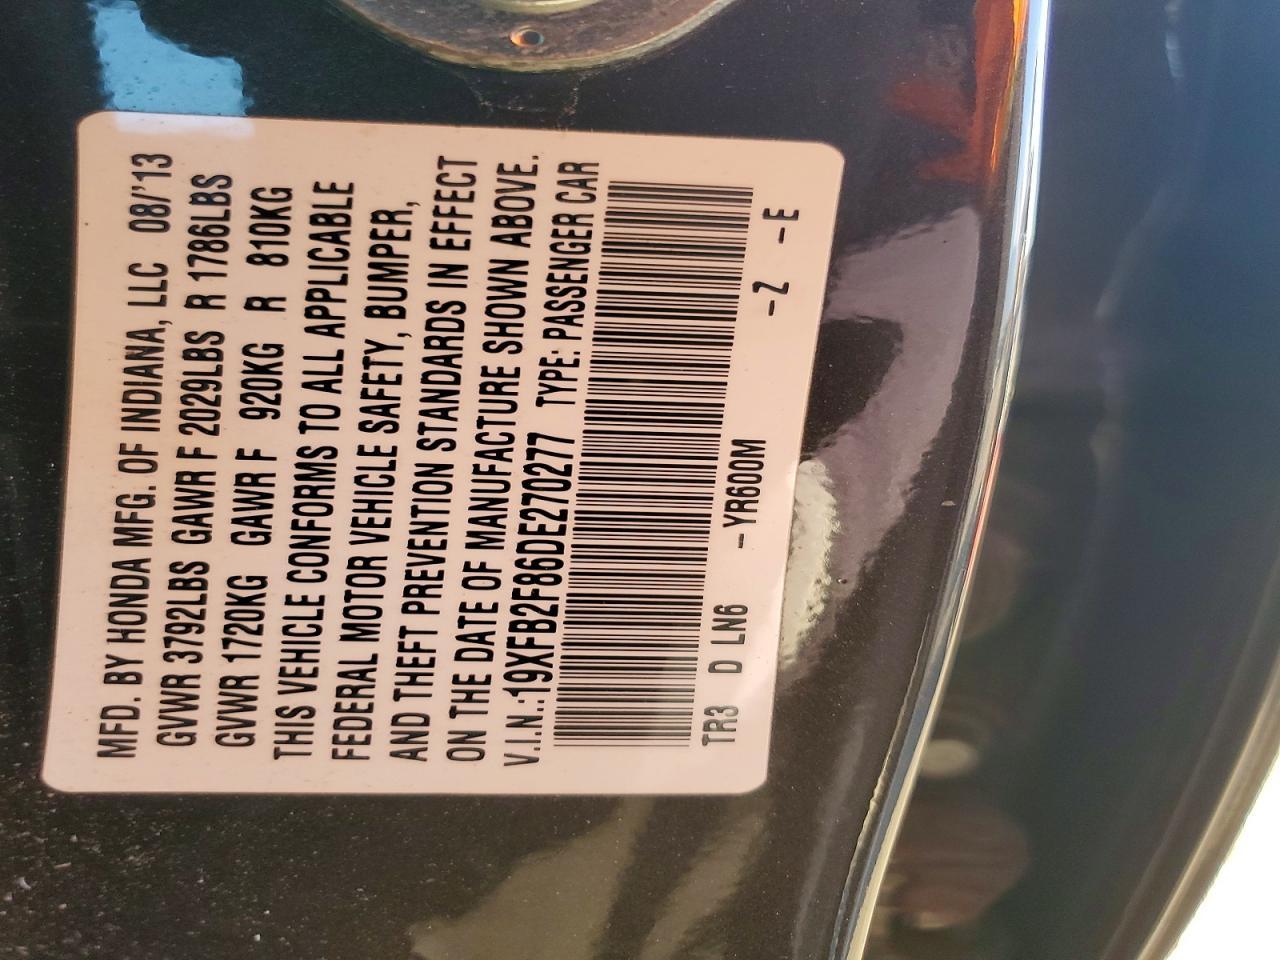 MFD. BY HONDA MFG. OF INDIANA, LLC 08/'13
GVWR 3792LBS GAWR F 2029LBS R 1786LBS
GVWR 1720KG GAWR F 920KG R 810KG
THIS VEHICLE CONFORMS TO ALL APPLICABLE
FEDERAL MOTOR VEHICLE SAFETY, BUMPER,
AND THEFT PREVENTION STANDARDS IN EFFECT
ON THE DATE OF MANUFACTURE SHOWN ABOVE.
V.I.N.:19XFB2F86DE270277 TYPE: PASSENGER CAR
TR3 D LN6 -YR600M -Z -E